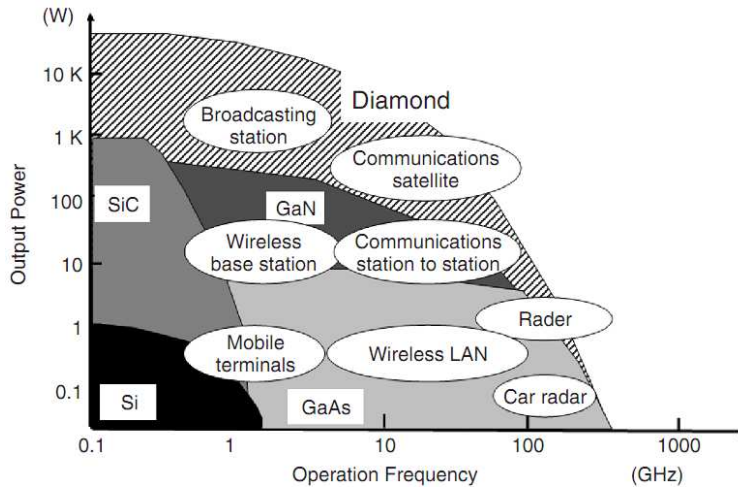 (W)
10 K
1 K
100
10
1
0.1
Output Power
Diamond
Broadcasting
station
Communications
satellite
SiC
GaN
Wireless
base station
Communications
station to station
Rader
Mobile
terminals
Wireless LAN
Si
GaAs
Car radar
0.1
1
10
100
1000
Operation Frequency
(GHz)